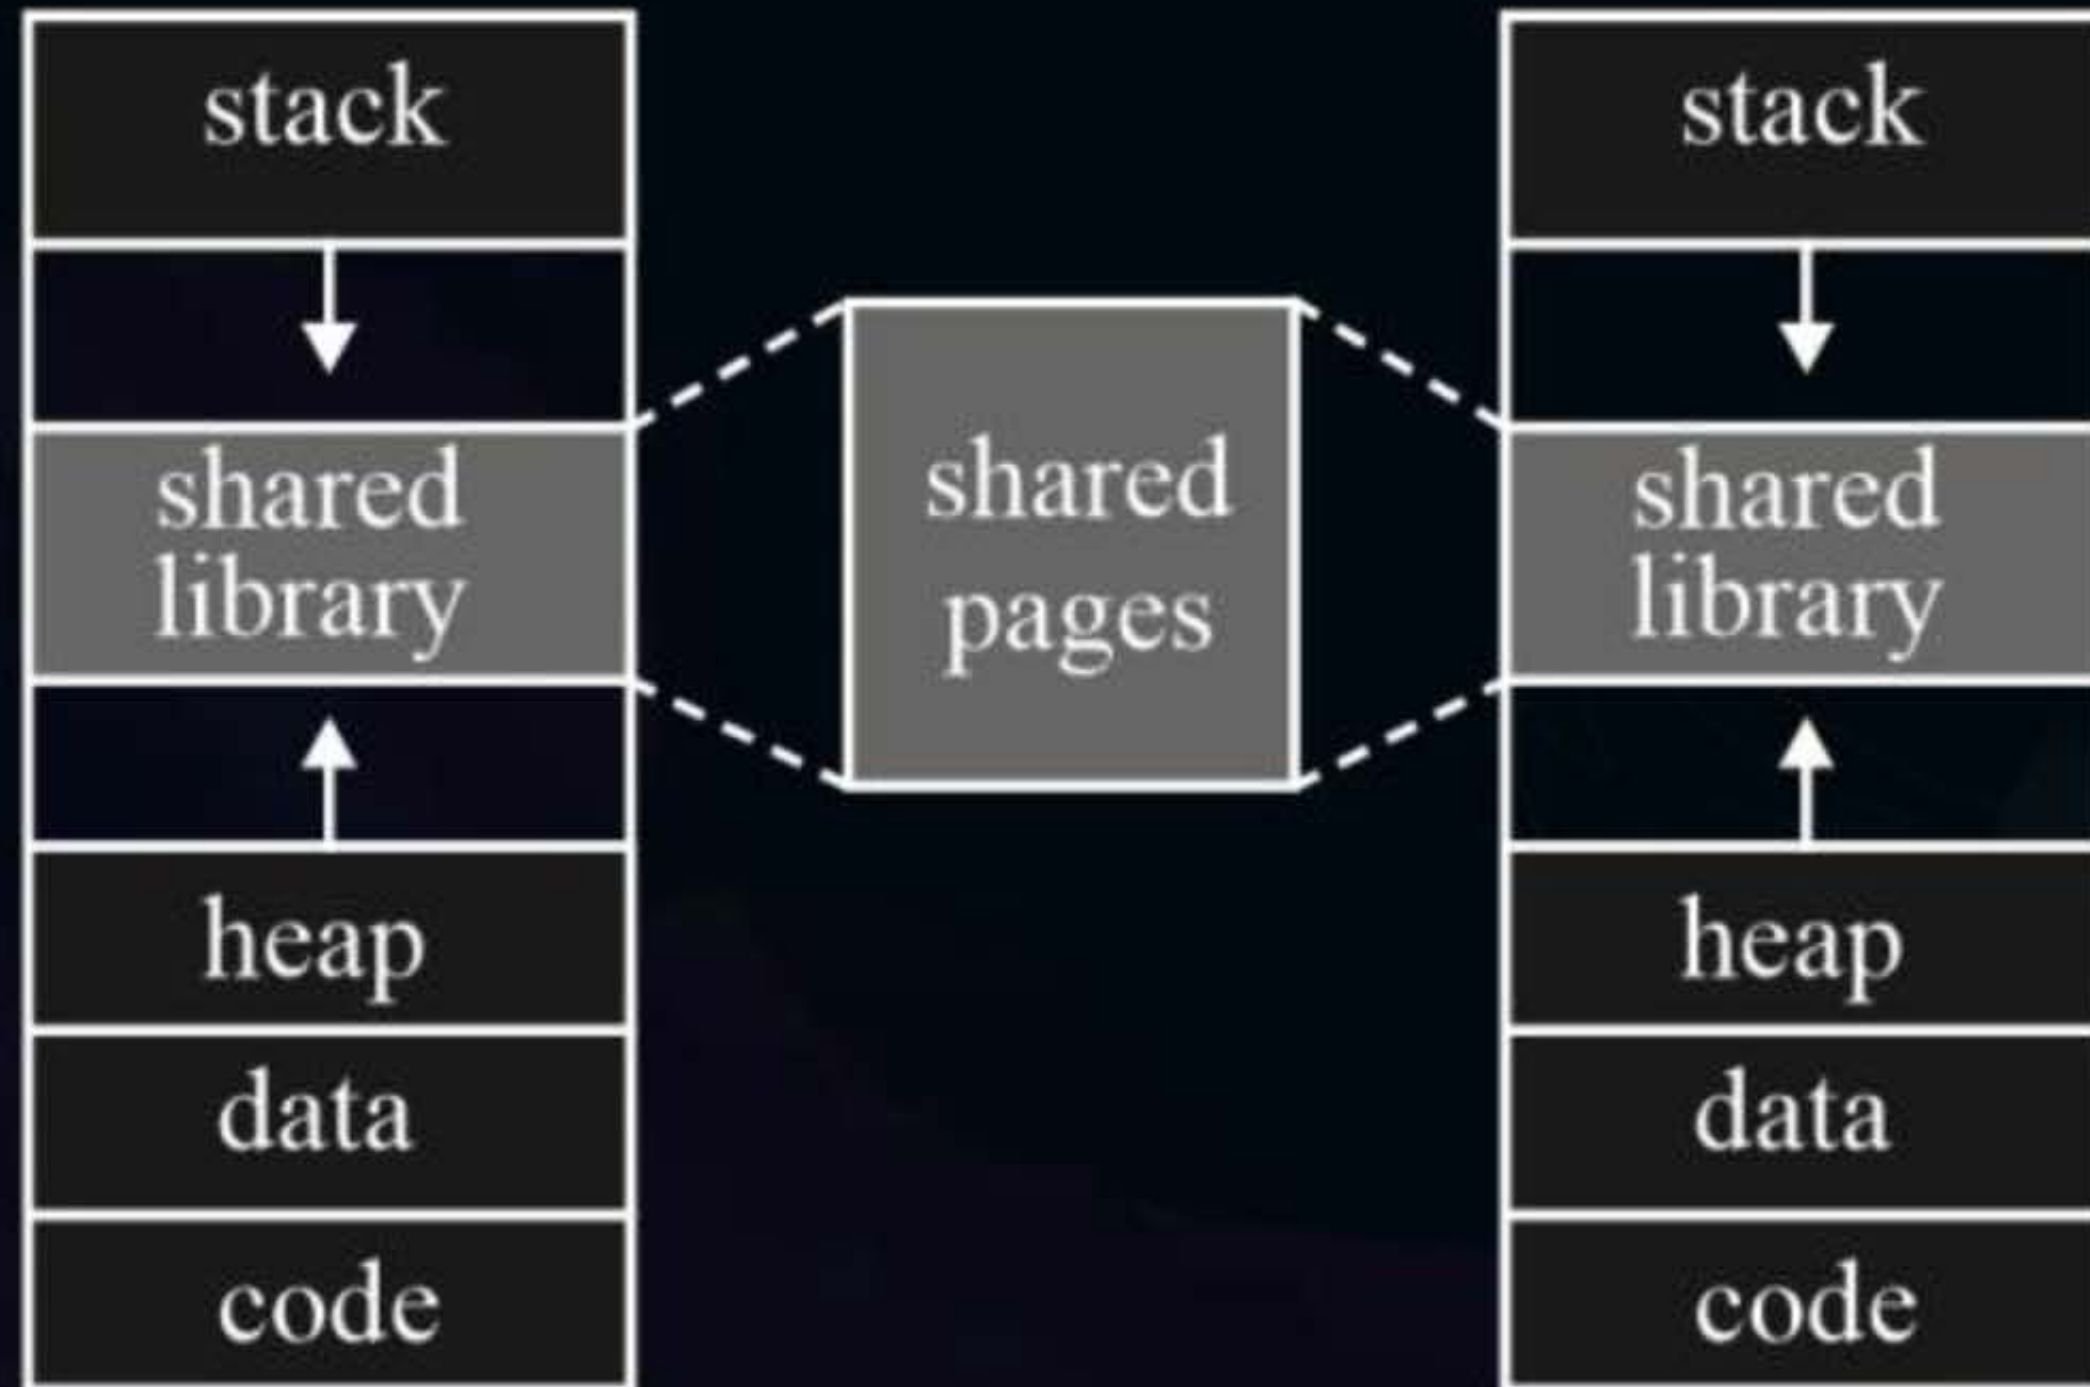 stack
shared
library
heap
data
code
shared
pages
stack
shared
library
heap
data
code